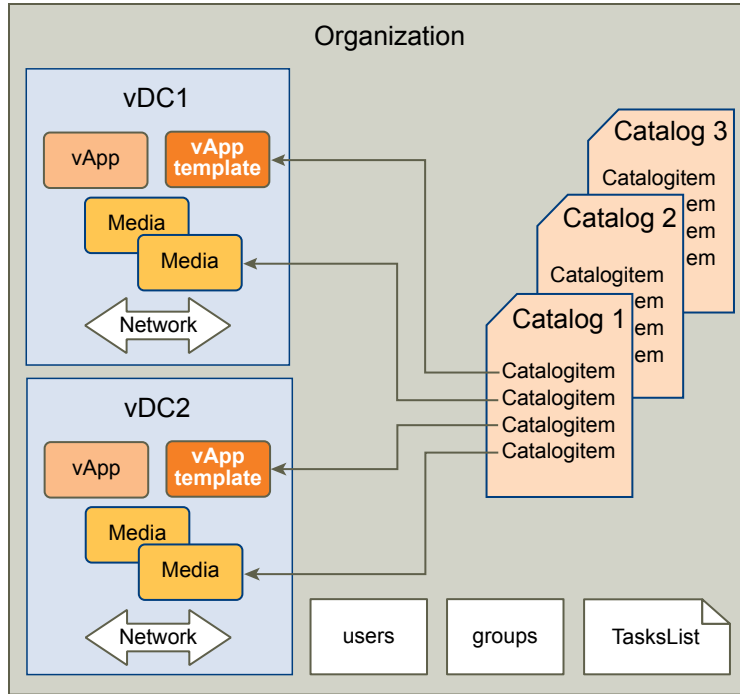 Organization
vDC1
vApp
vApp
template
Media
Media
Network
vDC2
vApp
vApp
template
Media
Media
Network
Catalog 3
Catalogitem
em
em
em
Catalog 2
Catalogitem
em
em
em
Catalog 1
Catalogitem
Catalogitem
Catalogitem
Catalogitem
users
groups
TasksList